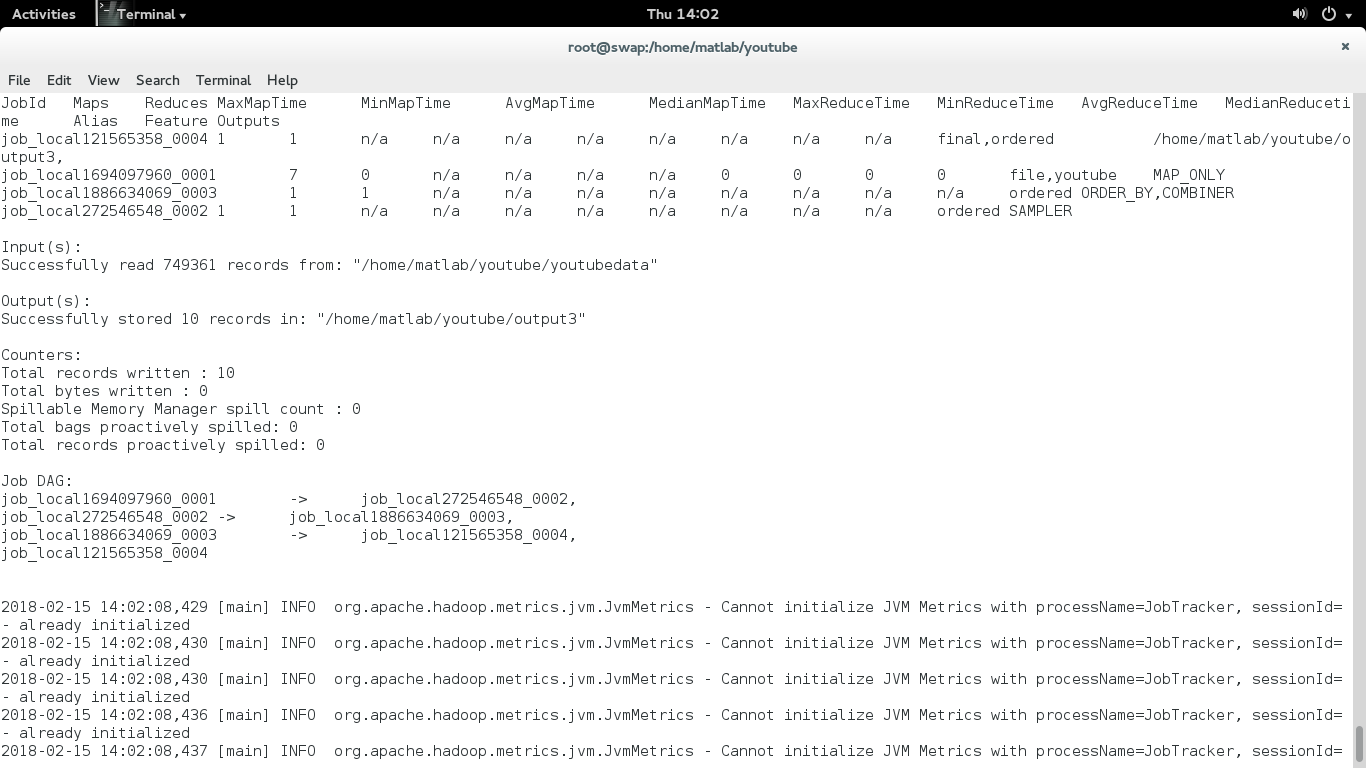 Activities Terminal Thu 14:02
root@swap:/home/matlab/youtube ×
File Edit View Search Terminal Help
JobId Maps Reduces MaxMapTime MinMapTime AvgMapTime MedianMapTime MaxReduceTime MinReduceTime AvgReduceTime MedianReduceti
me Alias Feature Outputs
job_local121565358_0004 1 1 n/a n/a n/a n/a n/a n/a n/a n/a final,ordered /home/matlab/youtube/o
utput3,
job_local1694097960_0001 7 0 n/a n/a n/a n/a 0 0 0 0 file,youtube MAP_ONLY
job_local1886634069_0003 1 1 n/a n/a n/a n/a n/a n/a n/a n/a ordered ORDER_BY,COMBINER
job_local272546548_0002 1 1 n/a n/a n/a n/a n/a n/a n/a n/a ordered SAMPLER
Input(s):
Successfully read 749361 records from: "/home/matlab/youtube/youtubedata"
Output(s):
Successfully stored 10 records in: "/home/matlab/youtube/output3"
Counters:
Total records written : 10
Total bytes written : 0
Spillable Memory Manager spill count : 0
Total bags proactively spilled: 0
Total records proactively spilled: 0
Job DAG:
job_local1694097960_0001 -> job_local272546548_0002,
job_local272546548_0002 -> job_local1886634069_0003,
job_local1886634069_0003 -> job_local121565358_0004,
job_local121565358_0004
2018-02-15 14:02:08,429 [main] INFO org.apache.hadoop.metrics.jvm.JvmMetrics - Cannot initialize JVM Metrics with processName=JobTracker, sessionId=
- already initialized
2018-02-15 14:02:08,430 [main] INFO org.apache.hadoop.metrics.jvm.JvmMetrics - Cannot initialize JVM Metrics with processName=JobTracker, sessionId=
- already initialized
2018-02-15 14:02:08,430 [main] INFO org.apache.hadoop.metrics.jvm.JvmMetrics - Cannot initialize JVM Metrics with processName=JobTracker, sessionId=
- already initialized
2018-02-15 14:02:08,436 [main] INFO org.apache.hadoop.metrics.jvm.JvmMetrics - Cannot initialize JVM Metrics with processName=JobTracker, sessionId=
- already initialized
2018-02-15 14:02:08,437 [main] INFO org.apache.hadoop.metrics.jvm.JvmMetrics - Cannot initialize JVM Metrics with processName=JobTracker, sessionId=